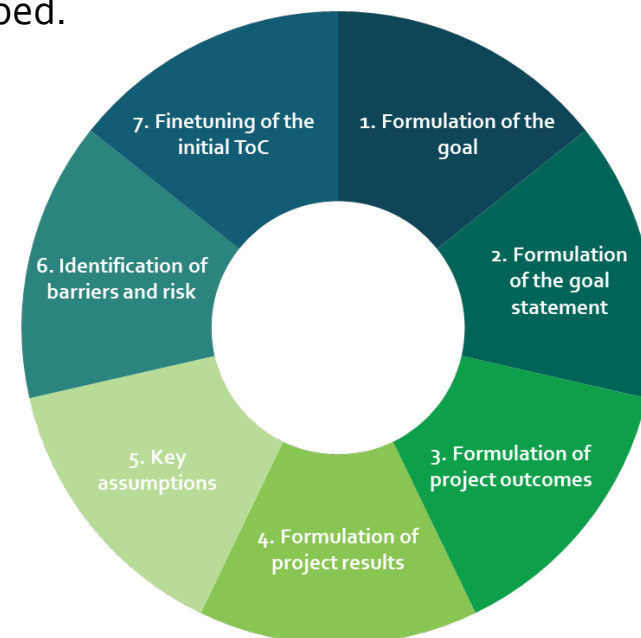 1. Formulation of the
goal
2. Formulation
of the goal
statement
3. Formulation of
project outcomes
4. Formulation of
project results
5. Key
assumptions
6. Identification of
barriers and risk
7. Finetuning of the
initial ToC